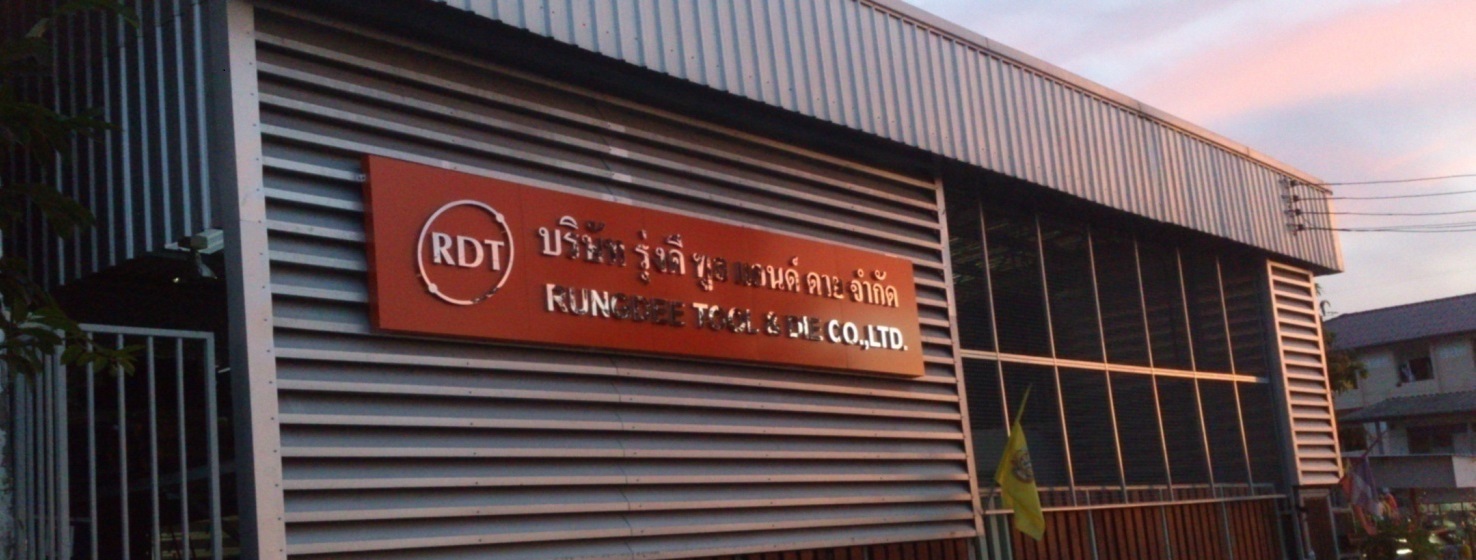 RDT
บริษัท รุ่งดี ทูล แอนด์ ดาย จำกัด
RUNGDEE TOOL & DIE CO.,LTD.